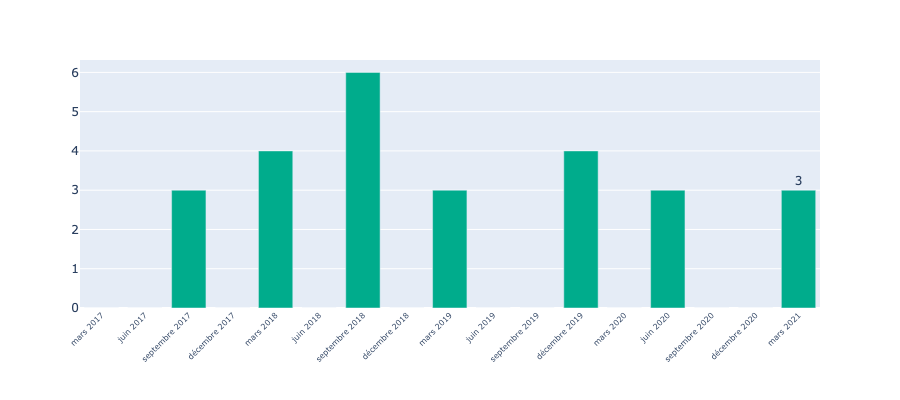 6
5
4
3
2
1
0
3
mars 2017
juin 2017
septembre 2017
décembre 2017
mars 2018
juin 2018
septembre 2018
décembre 2018
mars 2019
juin 2019
septembre 2019
décembre 2019
mars 2020
juin 2020
septembre 2020
décembre 2020
mars 2021